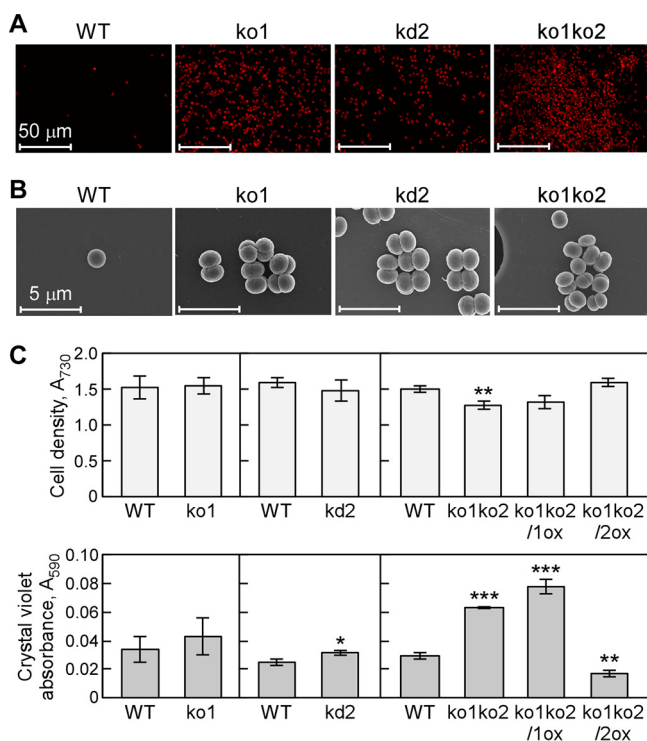 A
WT ko1 kd2 ko1ko2
50 μm
B
WT ko1 kd2 ko1ko2
5 μm
C
Cell density, A730
2.0
1.5
1.0
0.5
0
**
WT ko1 WT kd2 WT ko1ko2 ko1ko2 ko1ko2
/1ox /2ox
Crystal violet
absorbance, A590
0.10
0.08
0.06
0.04
0.02
0
* *** *** **
WT ko1 WT kd2 WT ko1ko2 ko1ko2 ko1ko2
/1ox /2ox